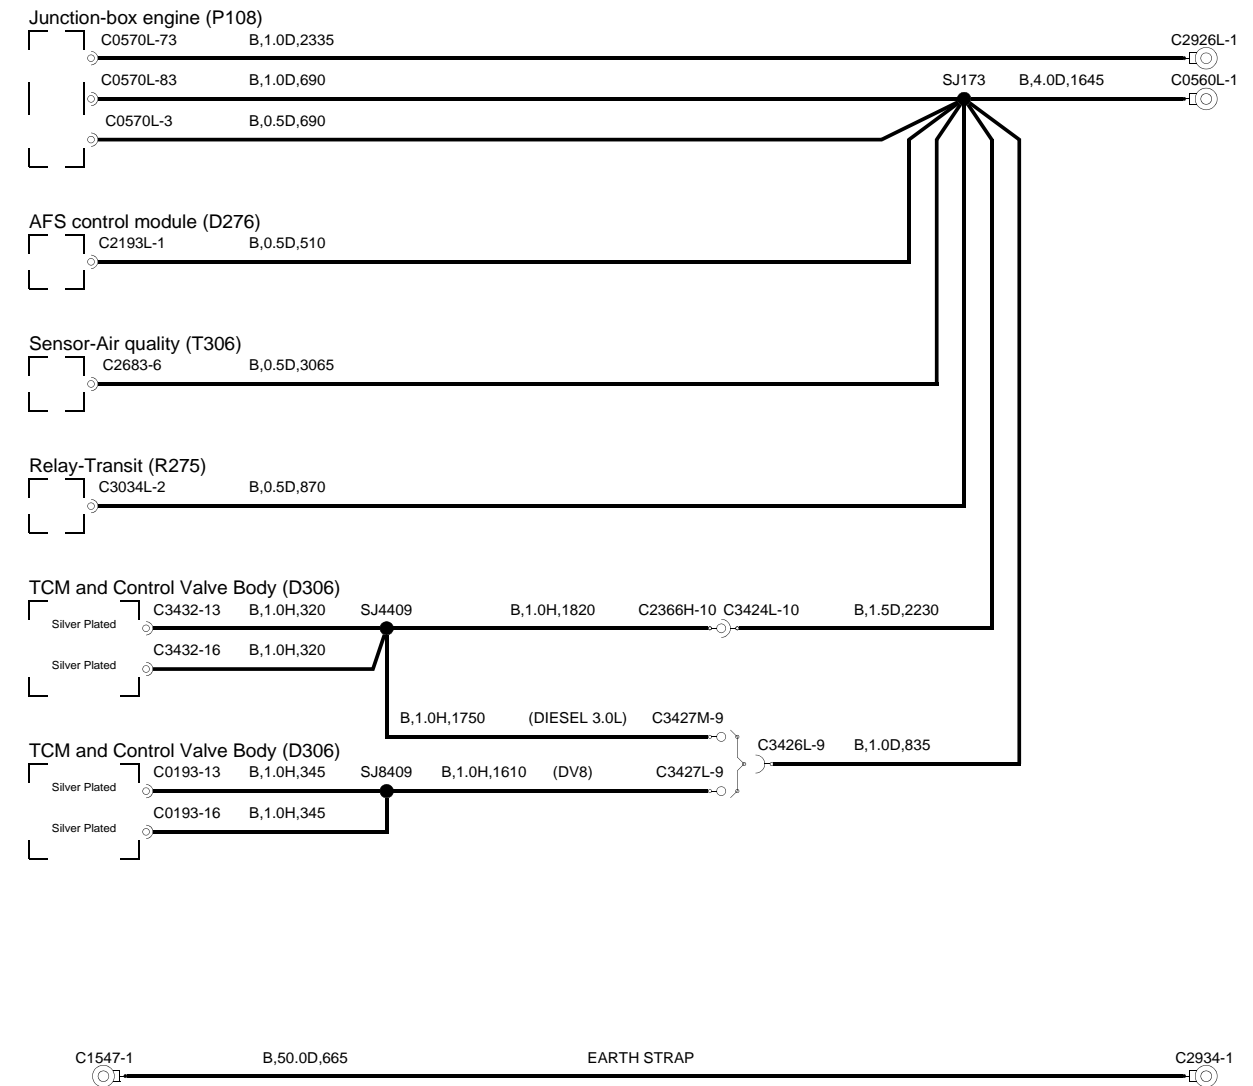 Junction-box engine (P108)
C0570L-73 B,1.0D,2335 C2926L-1
C0570L-83 B,1.0D,690 SJ173 B,4.0D,1645 C0560L-1
C0570L-3 B,0.5D,690
AFS control module (D276)
C2193L-1 B,0.5D,510
Sensor-Air quality (T306)
C2683-6 B,0.5D,3065
Relay-Transit (R275)
C3034L-2 B,0.5D,870
TCM and Control Valve Body (D306)
C3432-13 B,1.0H,320 SJ4409 B,1.0H,1820 C2366H-10 C3424L-10 B,1.5D,2230
Silver Plated
C3432-16 B,1.0H,320
Silver Plated
B,1.0H,1750 (DIESEL 3.0L) C3427M-9
C3426L-9 B,1.0D,835
TCM and Control Valve Body (D306)
C0193-13 B,1.0H,345 SJ8409 B,1.0H,1610 (DV8) C3427L-9
Silver Plated
C0193-16 B,1.0H,345
Silver Plated
C1547-1 B,50.0D,665 EARTH STRAP C2934-1